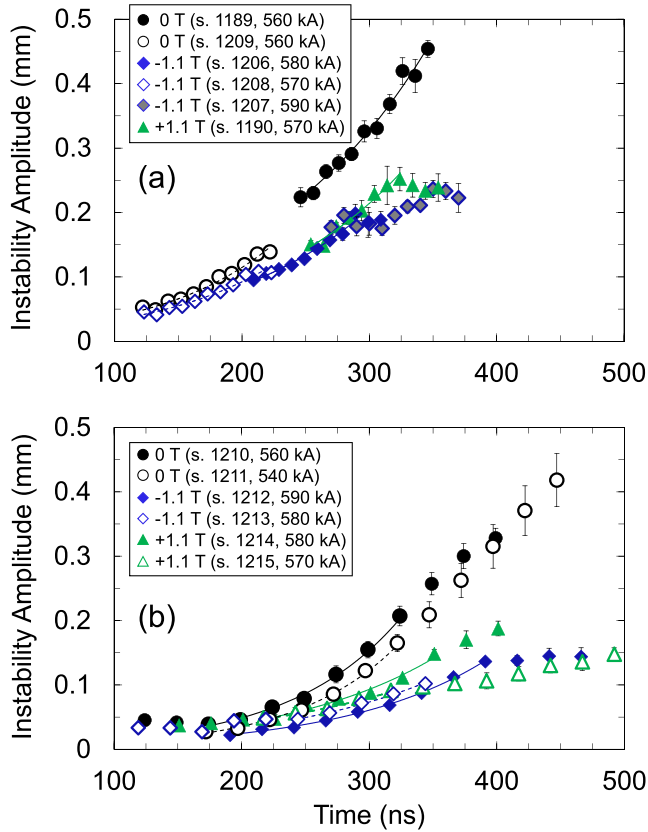 0.5
0.4
0.3
0.2
0.1
0
Instability Amplitude (mm)
0 T (s. 1189, 560 kA)
0 T (s. 1209, 560 kA)
-1.1 T (s. 1206, 580 kA)
-1.1 T (s. 1208, 570 kA)
-1.1 T (s. 1207, 590 kA)
+1.1 T (s. 1190, 570 kA)
(a)
100 200 300 400 500
0.5
0.4
0.3
0.2
0.1
0
Instability Amplitude (mm)
0 T (s. 1210, 560 kA)
0 T (s. 1211, 540 kA)
-1.1 T (s. 1212, 590 kA)
-1.1 T (s. 1213, 580 kA)
+1.1 T (s. 1214, 580 kA)
+1.1 T (s. 1215, 570 kA)
(b)
100 200 300 400 500
Time (ns)